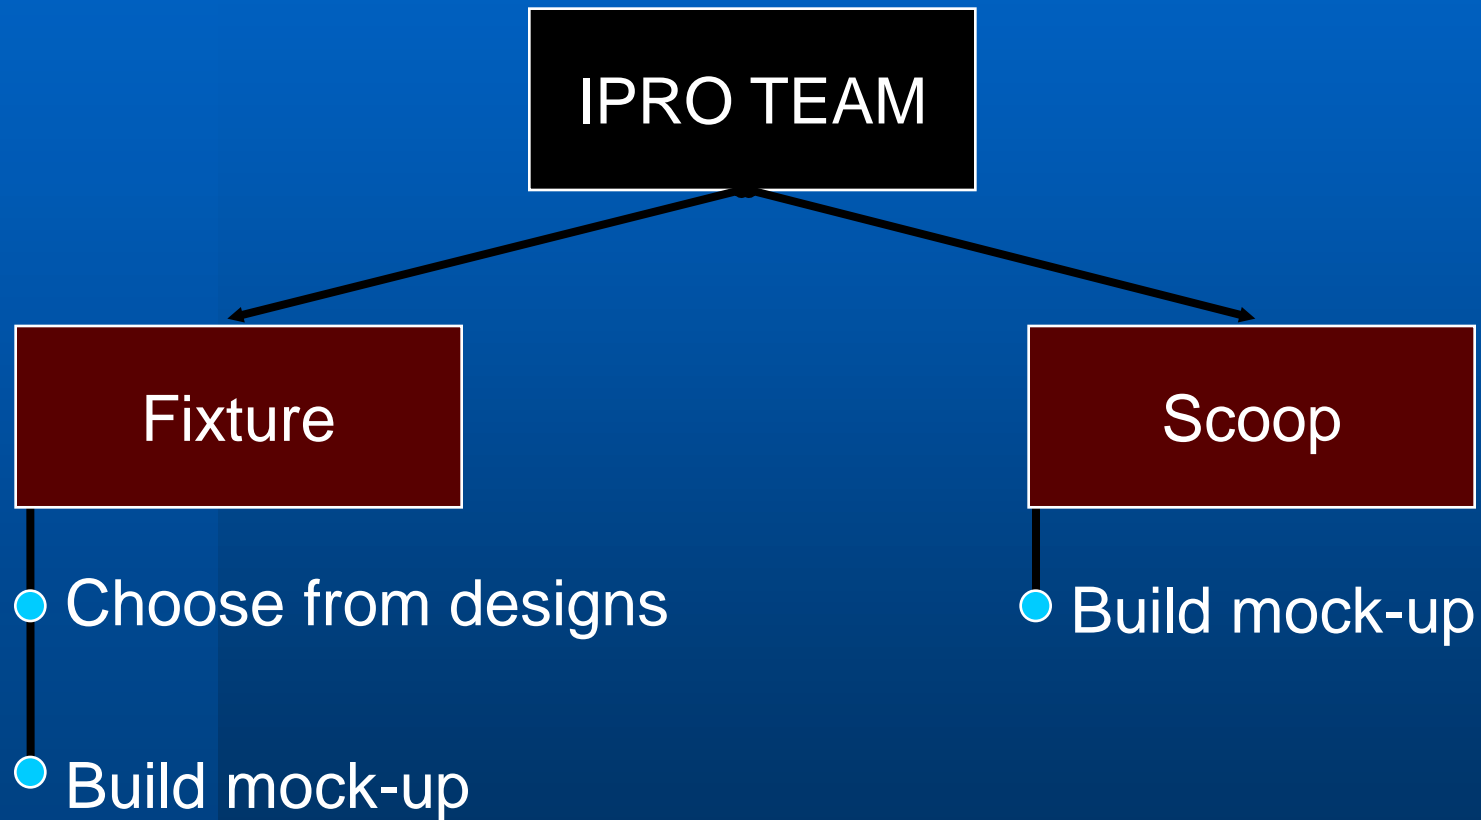 IPRO TEAM
Fixture
Scoop
Choose from designs
Build mock-up
Build mock-up